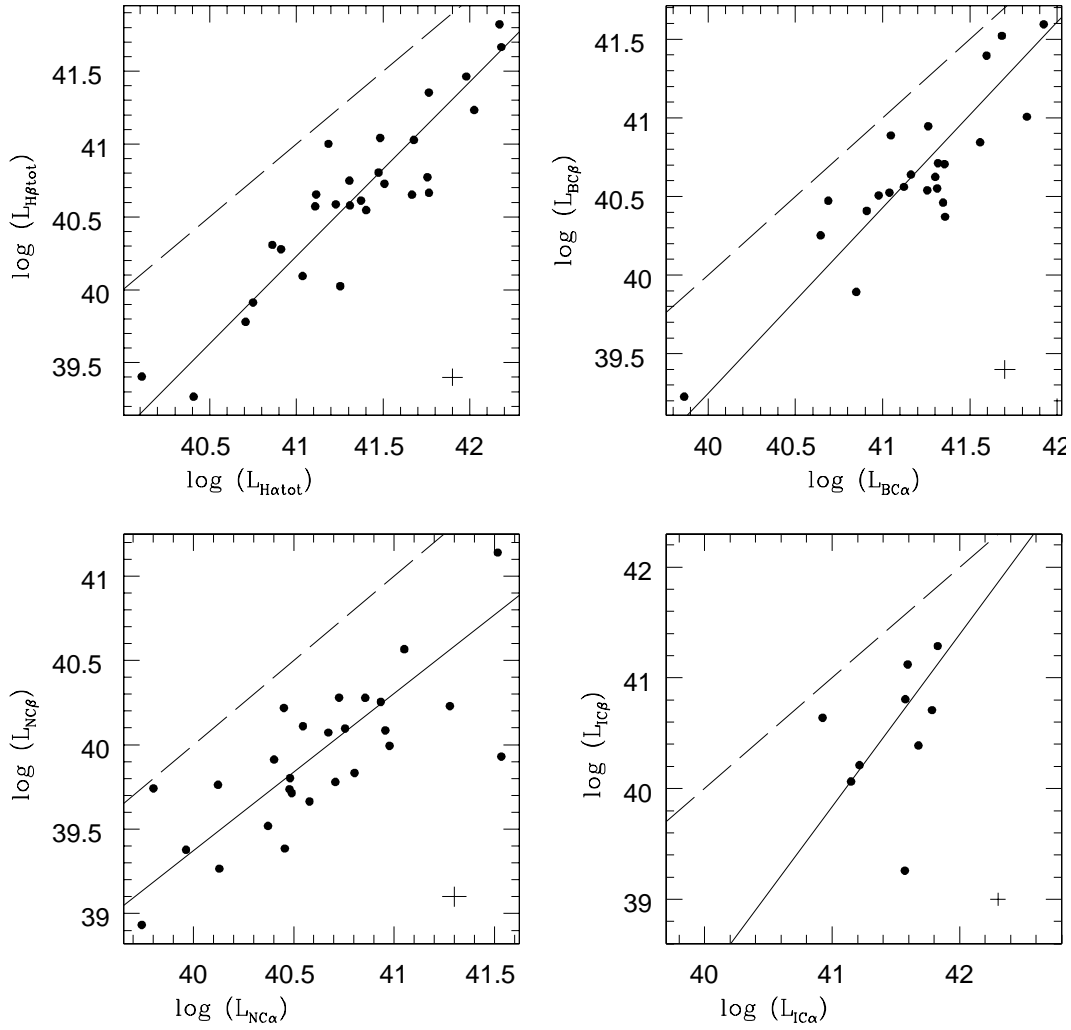 41.5
41
40.5
40
39.5
log (L_Hβtot)
40.5 41 41.5 42
log (L_Hαtot)
41.5
41
40.5
40
39.5
log (L_BCβ)
40 40.5 41 41.5 42
log (L_BCα)
41
40.5
40
39.5
39
log (L_NCβ)
40 40.5 41 41.5
log (L_NCα)
42
41
40
39
log (L_ICβ)
40 41 42
log (L_ICα)